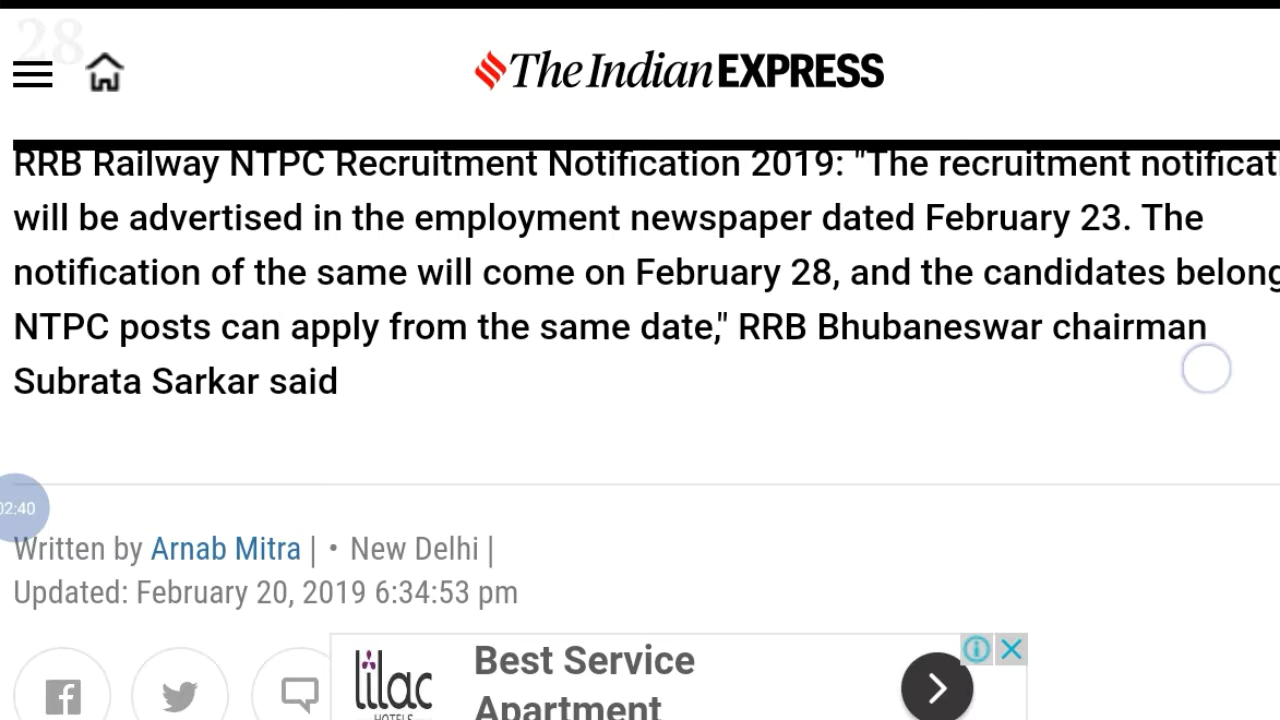 28
The Indian EXPRESS
RRB Railway NTPC Recruitment Notification 2019: "The recruitment notificati
will be advertised in the employment newspaper dated February 23. The
notification of the same will come on February 28, and the candidates belong
NTPC posts can apply from the same date," RRB Bhubaneswar chairman
Subrata Sarkar said
02:40
Written by Arnab Mitra | • New Delhi |
Updated: February 20, 2019 6:34:53 pm
lilac
HOTELS
Best Service
Apartment